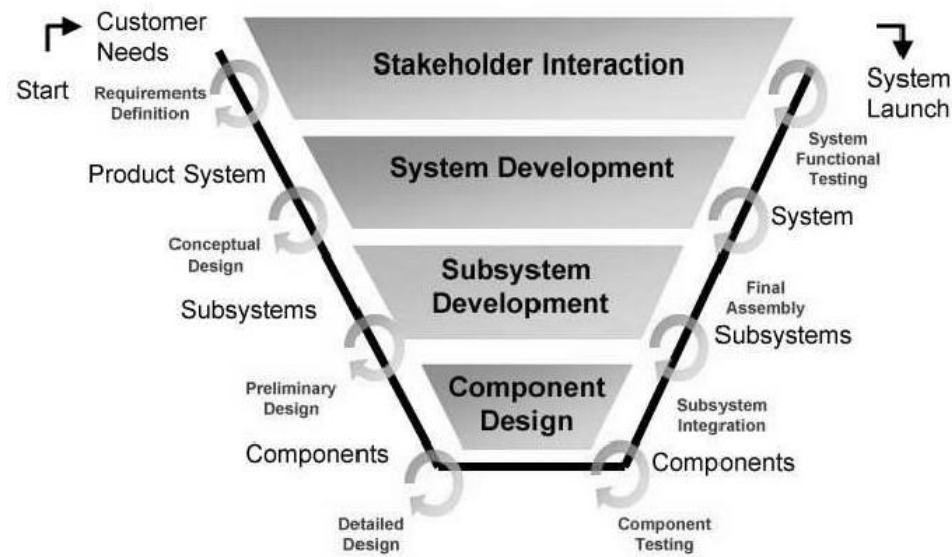 Customer
Needs
Start
Requirements
Definition
Product System
Conceptual
Design
Subsystems
Preliminary
Design
Components
Detailed
Design
Stakeholder Interaction
System Development
Subsystem
Development
Component
Design
System
Launch
System
Functional
Testing
System
Final
Assembly
Subsystems
Subsystem
Integration
Components
Component
Testing